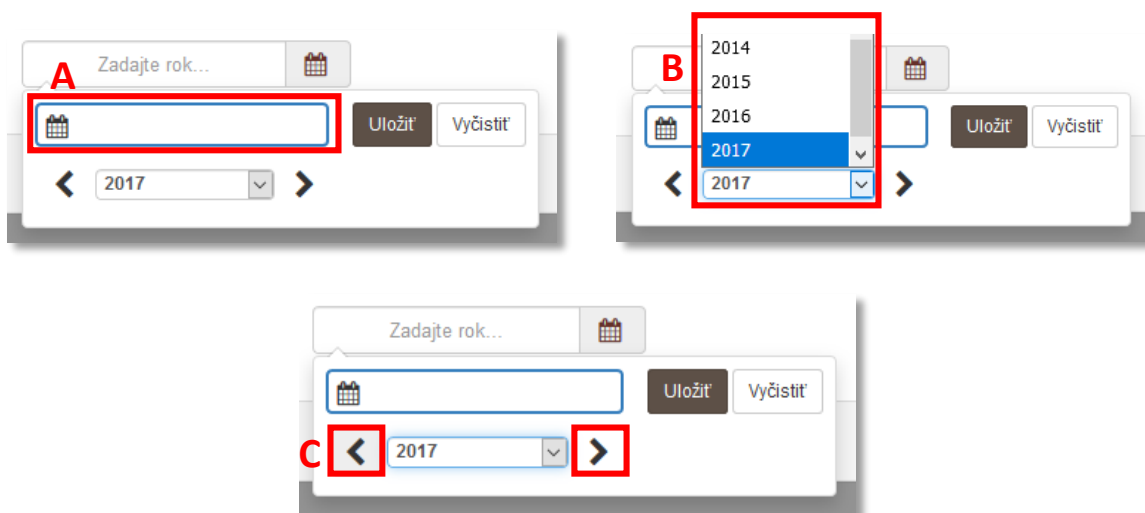 Zadajte rok...
A
Uložiť Vyčistiť
2017
B
2014
2015
2016
2017
Uložiť Vyčistiť
2017
Zadajte rok...
Uložiť Vyčistiť
C
2017